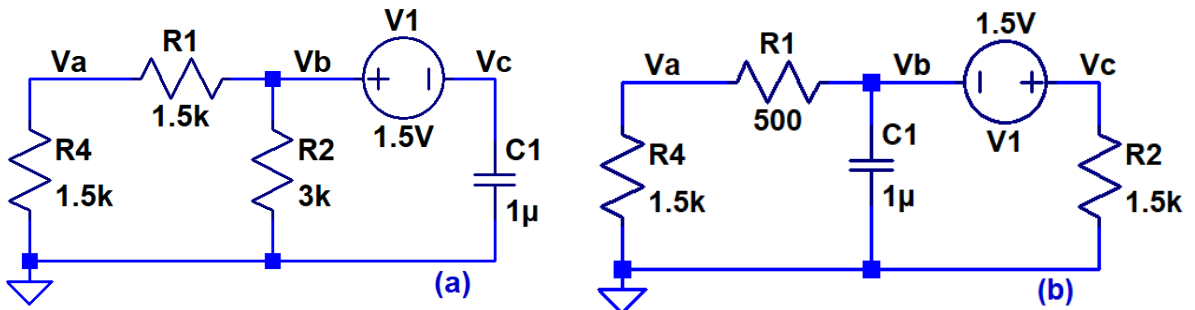 V1
Va R1 Vb Vc
1.5k 1.5V
R4 R2 C1
1.5k 3k 1µ
(a)
1.5V
Va R1 Vb Vc
500 V1
C1
R4 R2
1.5k 1µ 1.5k
(b)